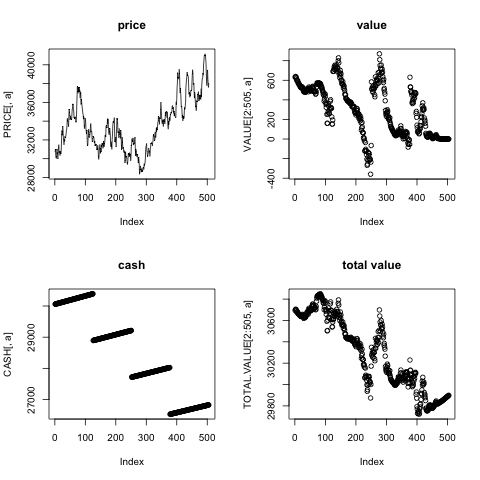 price
PRICE[, a]
28000 32000 36000 40000
0 100 200 300 400 500
Index
value
VALUE[2:505, a]
-400 0 600
0 100 200 300 400 500
Index
cash
CASH[, a]
27000 29000
0 100 200 300 400 500
Index
total value
TOTAL.VALUE[2:505, a]
29800 30200 30600
0 100 200 300 400 500
Index